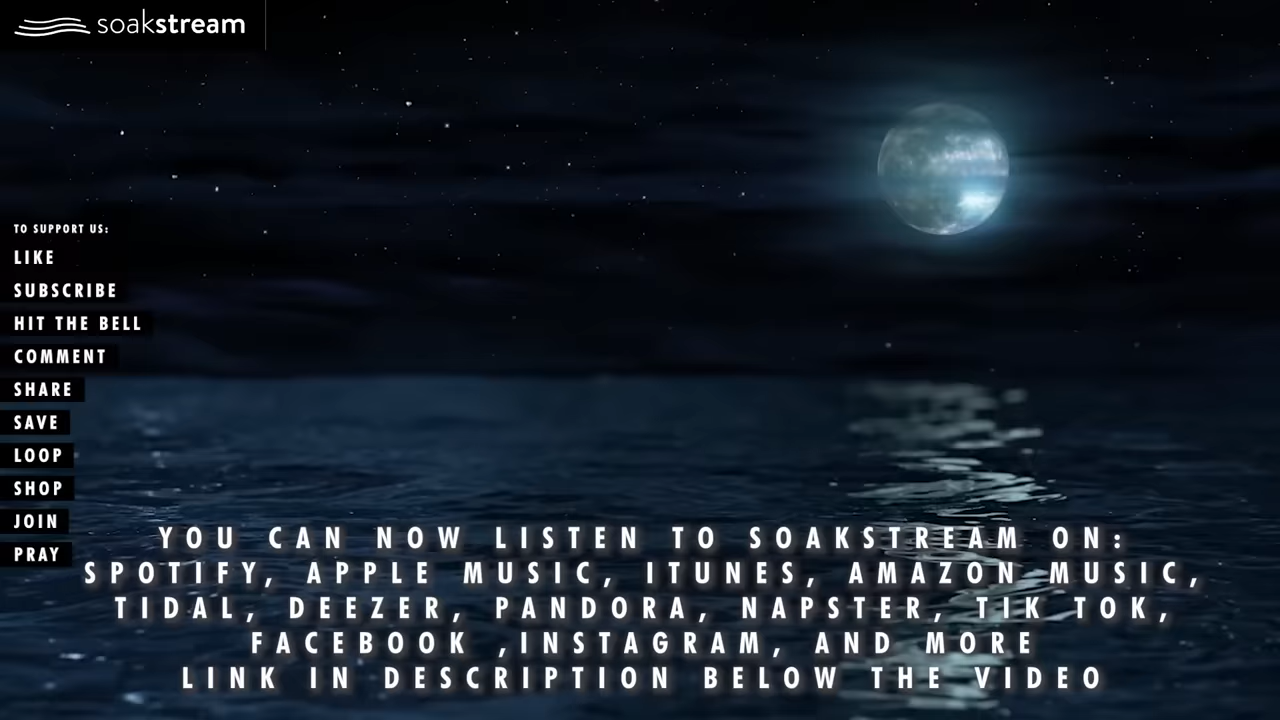 soakstream
TO SUPPORT US:
LIKE
SUBSCRIBE
HIT THE BELL
COMMENT
SHARE
SAVE
LOOP
SHOP
JOIN
PRAY
YOU CAN NOW LISTEN TO SOAKSTREAM ON:
SPOTIFY, APPLE MUSIC, ITUNES, AMAZON MUSIC,
TIDAL, DEEZER, PANDORA, NAPSTER, TIK TOK,
FACEBOOK ,INSTAGRAM, AND MORE
LINK IN DESCRIPTION BELOW THE VIDEO